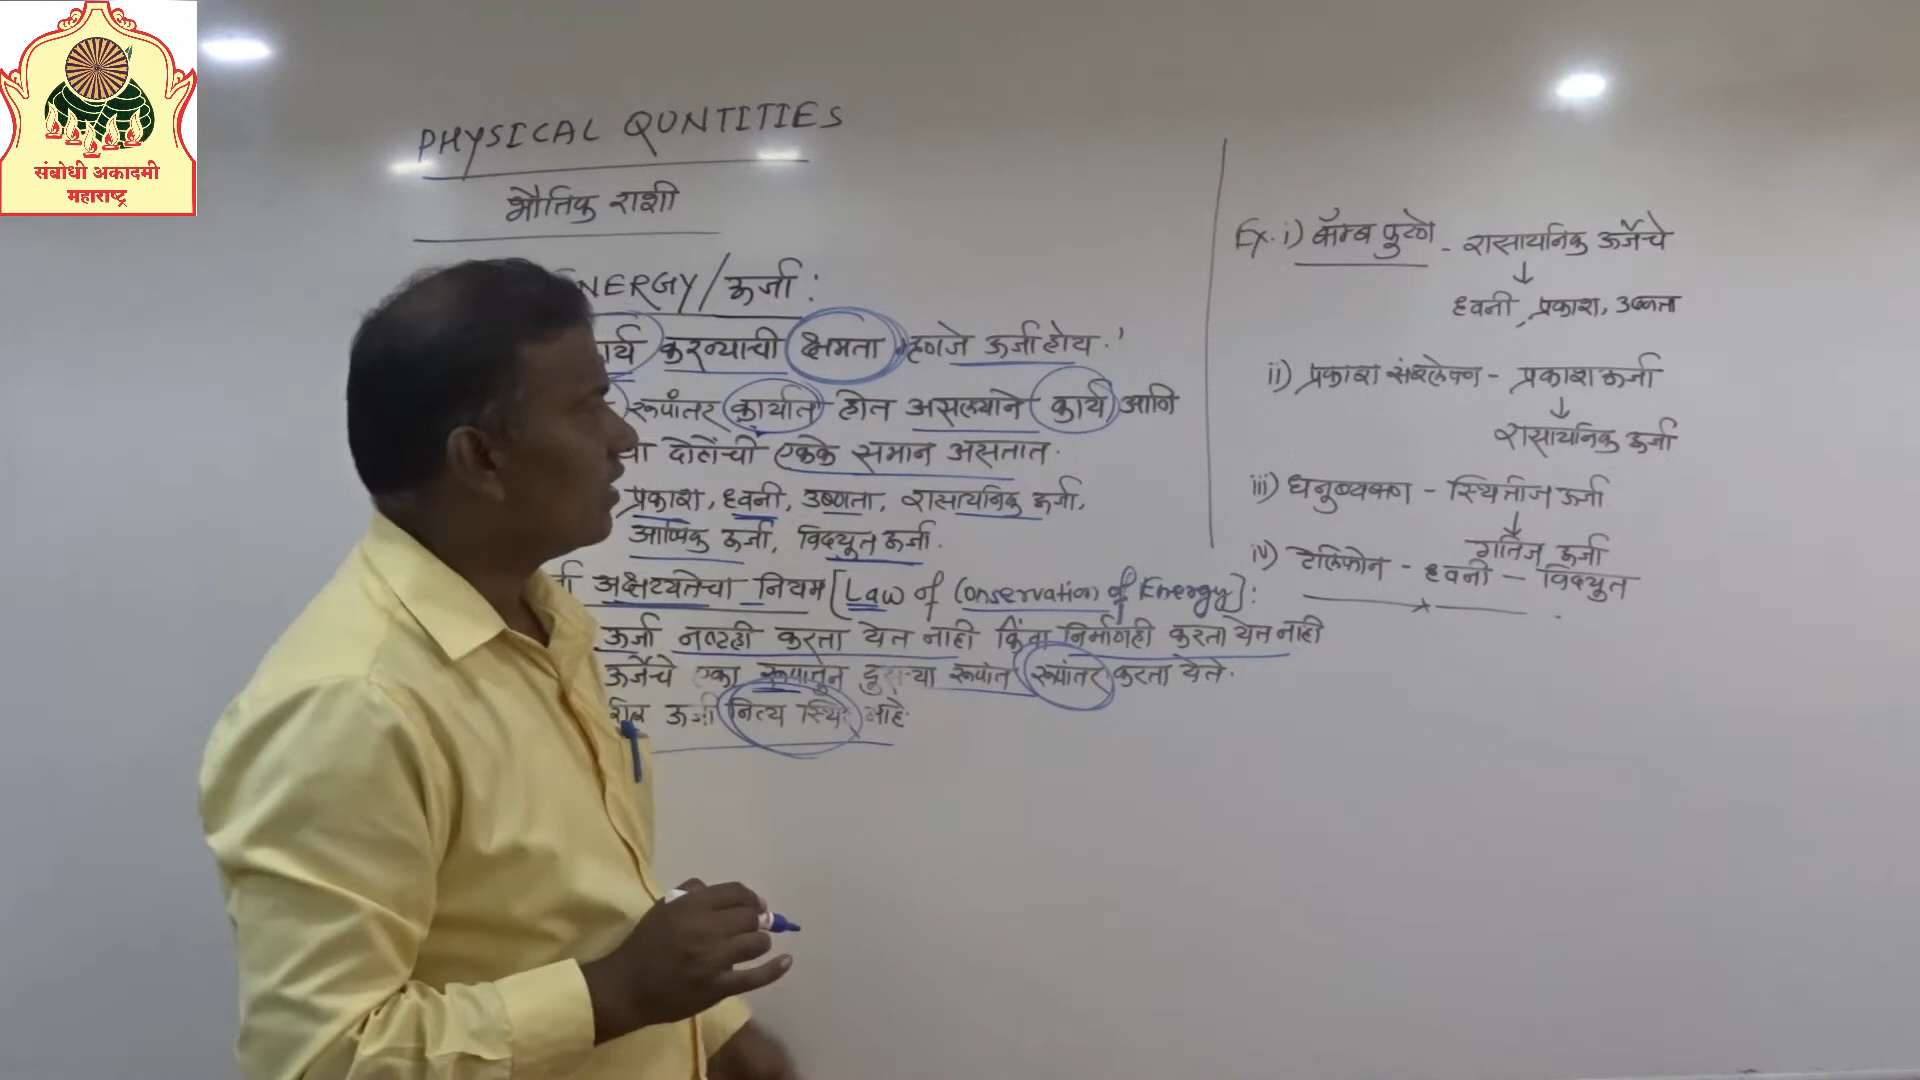 संबोधी अकादमी
महाराष्ट्र
PHYSICAL QUNTITIES
भौतिक राशी
ENERGY/ऊर्जा :
कार्य करन्याची क्षमता म्हणजे ऊर्जा होय.'
रूपांतर कार्यात होत असल्याने कार्य आणि
या दोहोंची एकके समान असतात.
प्रकाश, ध्वनी, उष्णता, रासायनिक ऊर्जा,
आण्विक ऊर्जा, विद्युत ऊर्जा.
अक्षय्यतेचा नियम [Law of Conservation of Energy]:
ऊर्जा नष्टही करता येत नाही किंवा निर्माणही करता येत नाही
ऊर्जेचे एका रूपातून दुसऱ्या रूपात रूपांतर करता येते.
ऊर्जा नित्य स्थिर आहे.
Ex. i) बॉम्ब फुटणे - रासायनिक ऊर्जेचे
↓
ध्वनी, प्रकाश, उष्णता
ii) प्रकाश संश्लेषण - प्रकाश ऊर्जा
↓
रासायनिक ऊर्जा
iii) धनुष्यबाण - स्थितीज ऊर्जा
↓
गतिज ऊर्जा
iv) टेलिफोन - ध्वनी - विद्युत